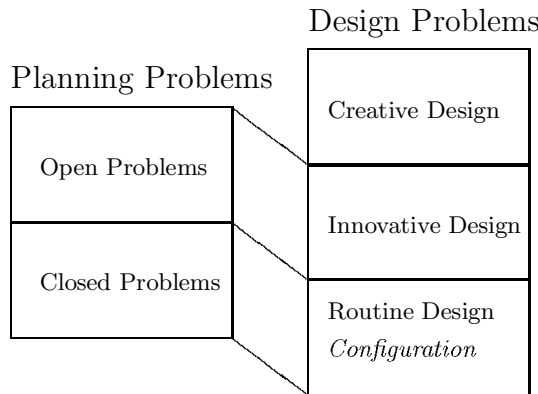 Planning Problems
Open Problems
Closed Problems
Design Problems
Creative Design
Innovative Design
Routine Design
Configuration